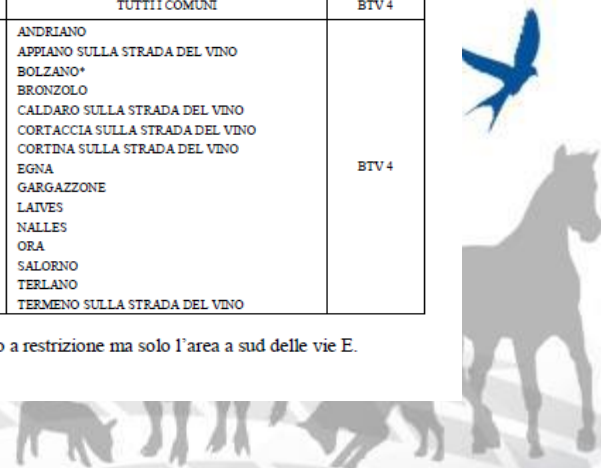 TUTTI I COMUNI BTV 4
ANDRIANO
APPIANO SULLA STRADA DEL VINO
BOLZANO*
BRONZOLO
CALDARO SULLA STRADA DEL VINO
CORTACCIA SULLA STRADA DEL VINO
CORTINA SULLA STRADA DEL VINO
EGNA BTV 4
GARGAZZONE
LAIVES
NALLES
ORA
SALORNO
TERLANO
TERMENO SULLA STRADA DEL VINO
o a restrizione ma solo l'area a sud delle vie E.